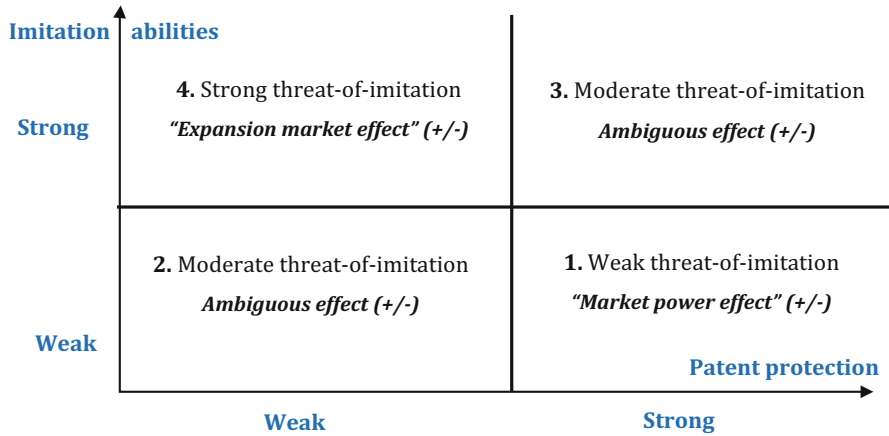 Imitation abilities
4. Strong threat-of-imitation
“Expansion market effect” (+/-)
3. Moderate threat-of-imitation
Ambiguous effect (+/-)
Strong
2. Moderate threat-of-imitation
Ambiguous effect (+/-)
1. Weak threat-of-imitation
“Market power effect” (+/-)
Weak
Patent protection
Weak
Strong